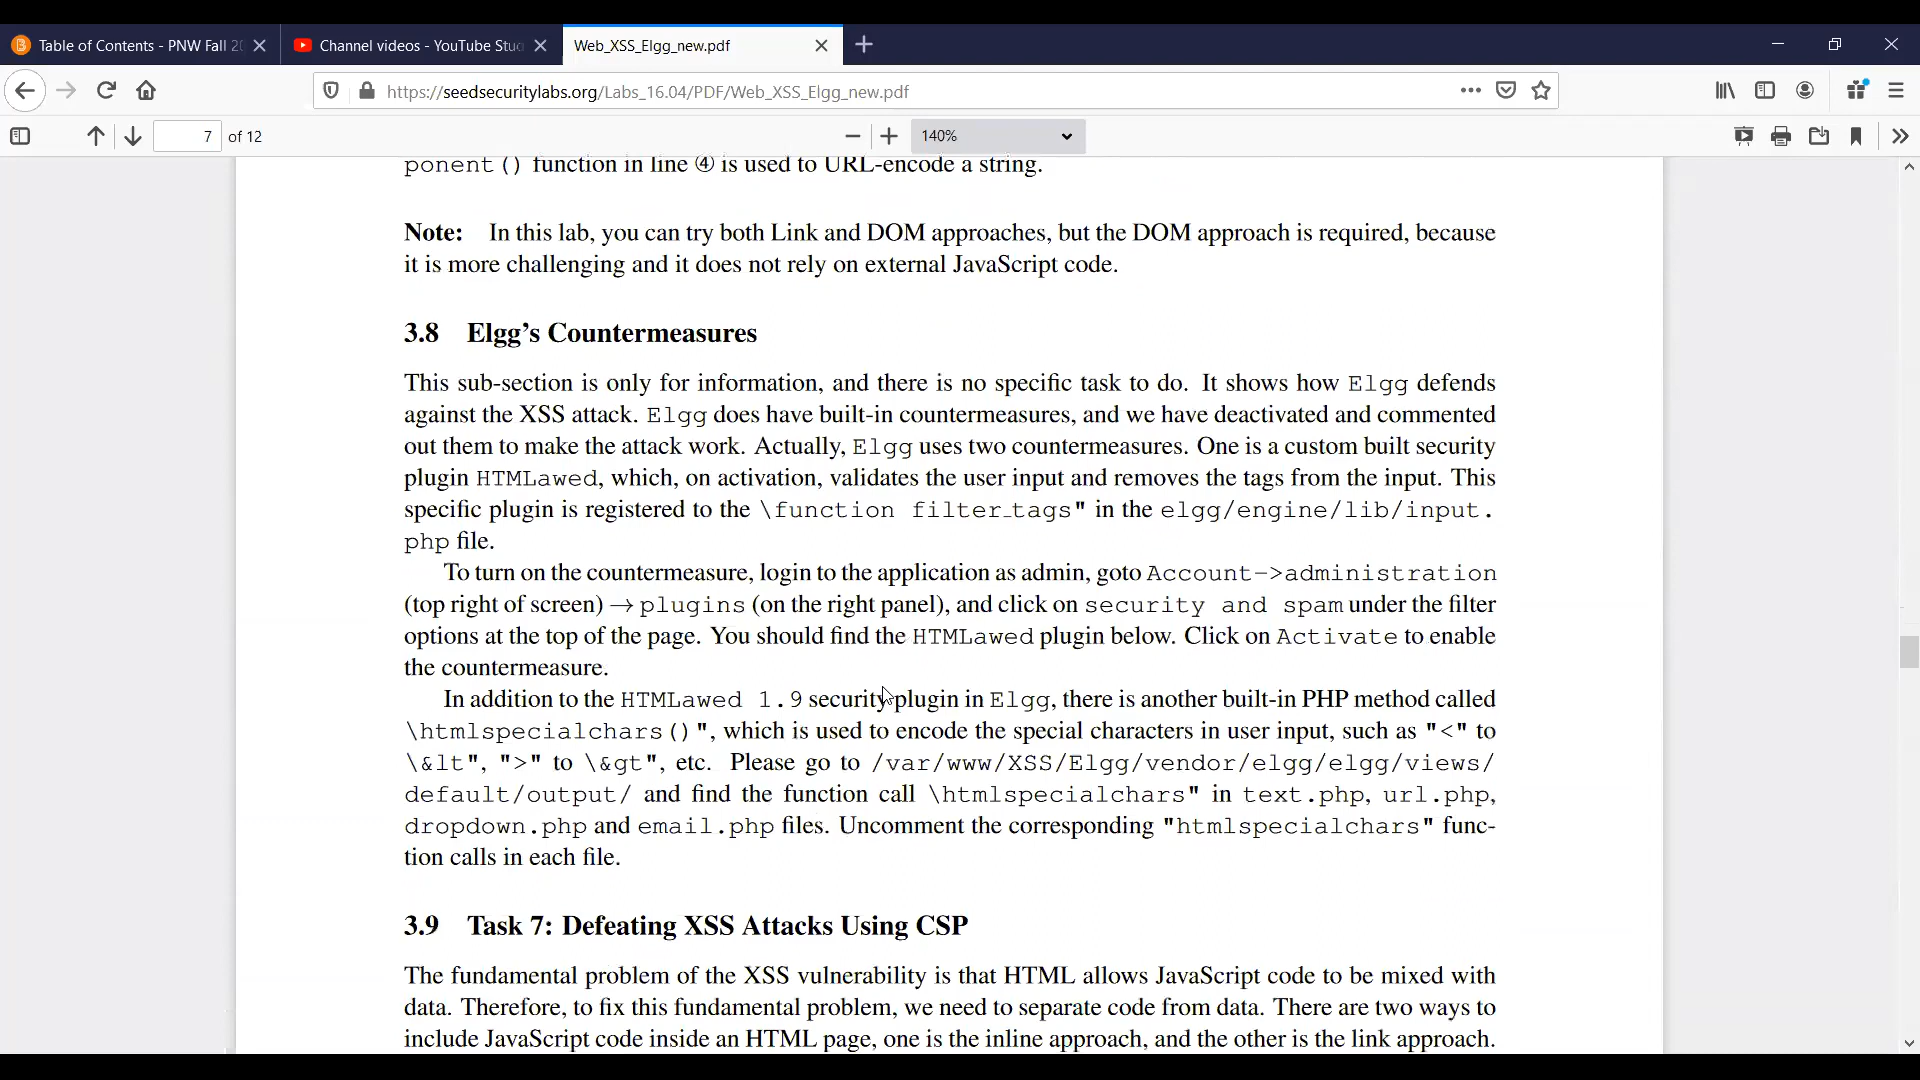 Table of Contents - PNW Fall 20
Channel videos - YouTube Stu
Web_XSS_Elgg_new.pdf
https://seedsecuritylabs.org/Labs_16.04/PDF/Web_XSS_Elgg_new.pdf
7 of 12
140%
ponent() function in line ④ is used to URL-encode a string.
Note: In this lab, you can try both Link and DOM approaches, but the DOM approach is required, because
it is more challenging and it does not rely on external JavaScript code.
3.8 Elgg's Countermeasures
This sub-section is only for information, and there is no specific task to do. It shows how Elgg defends
against the XSS attack. Elgg does have built-in countermeasures, and we have deactivated and commented
out them to make the attack work. Actually, Elgg uses two countermeasures. One is a custom built security
plugin HTMLawed, which, on activation, validates the user input and removes the tags from the input. This
specific plugin is registered to the \function filter_tags" in the elgg/engine/lib/input.
php file.
To turn on the countermeasure, login to the application as admin, goto Account->administration
(top right of screen) → plugins (on the right panel), and click on security and spam under the filter
options at the top of the page. You should find the HTMLawed plugin below. Click on Activate to enable
the countermeasure.
In addition to the HTMLawed 1.9 security plugin in Elgg, there is another built-in PHP method called
\htmlspecialchars()", which is used to encode the special characters in user input, such as "<" to
\&lt", ">" to \&gt", etc. Please go to /var/www/XSS/Elgg/vendor/elgg/elgg/views/
default/output/ and find the function call \htmlspecialchars" in text.php, url.php,
dropdown.php and email.php files. Uncomment the corresponding "htmlspecialchars" func-
tion calls in each file.
3.9 Task 7: Defeating XSS Attacks Using CSP
The fundamental problem of the XSS vulnerability is that HTML allows JavaScript code to be mixed with
data. Therefore, to fix this fundamental problem, we need to separate code from data. There are two ways to
include JavaScript code inside an HTML page, one is the inline approach, and the other is the link approach.